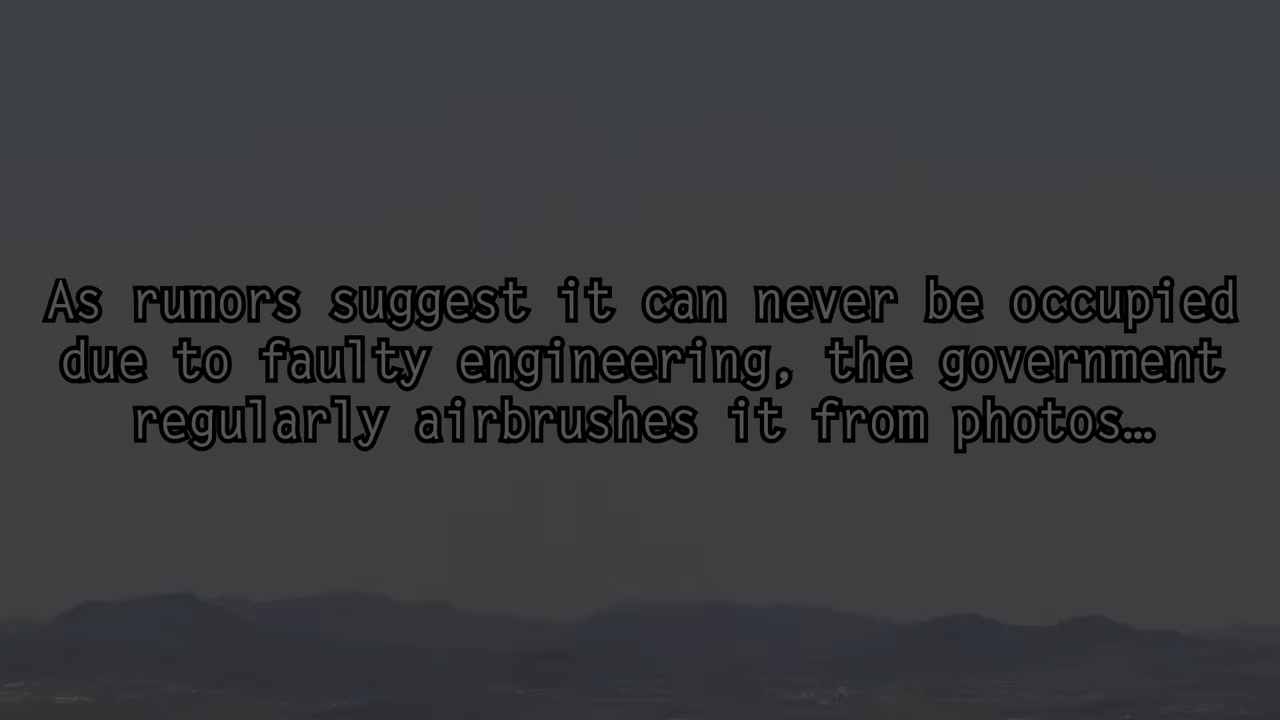 As rumors suggest it can never be occupied
due to faulty engineering, the government
regularly airbrushes it from photos…